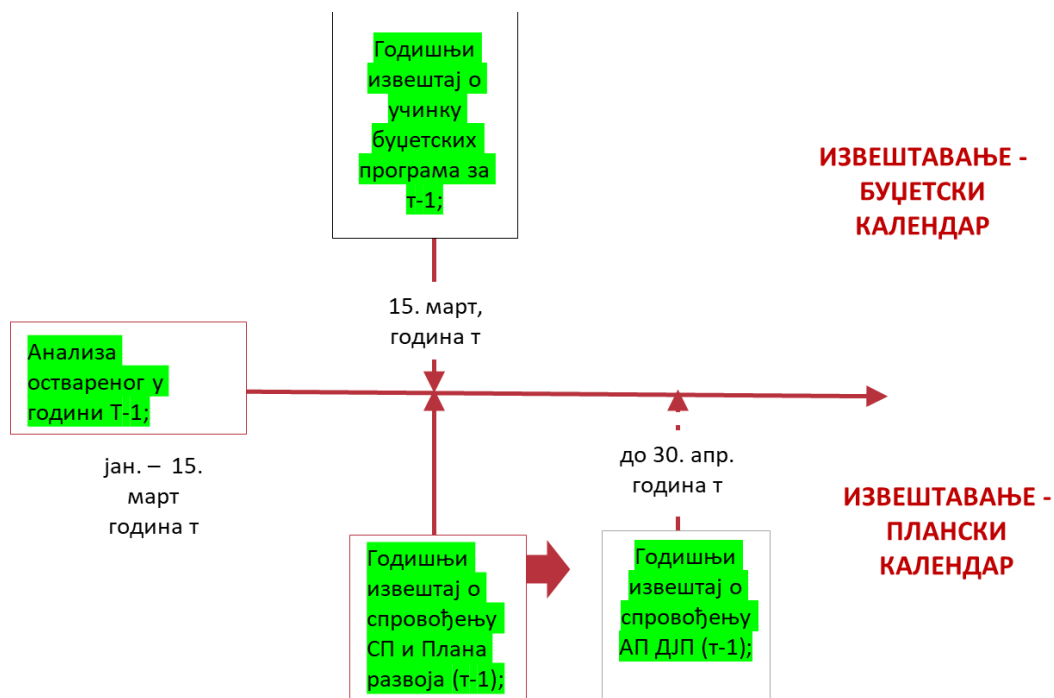 Годишњи
извештај о
учинку
буџетских
програма за
т-1;
ИЗВЕШТАВАЊЕ -
БУЏЕТСКИ
КАЛЕНДАР
15. март,
година т
Анализа
оствареног у
години Т-1;
јан. – 15.
март
година т
до 30. апр.
година т
ИЗВЕШТАВАЊЕ -
ПЛАНСКИ
КАЛЕНДАР
Годишњи
извештај о
спровођењу
СП и Плана
развоја (т-1);
Годишњи
извештај о
спровођењу
АП ДЈП (т-1);